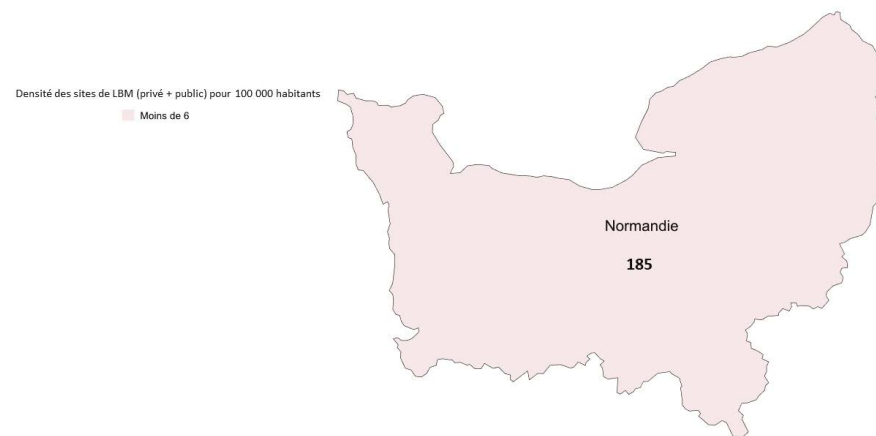 Densité des sites de LBM (privé + public) pour 100 000 habitants
Moins de 6
Normandie
185